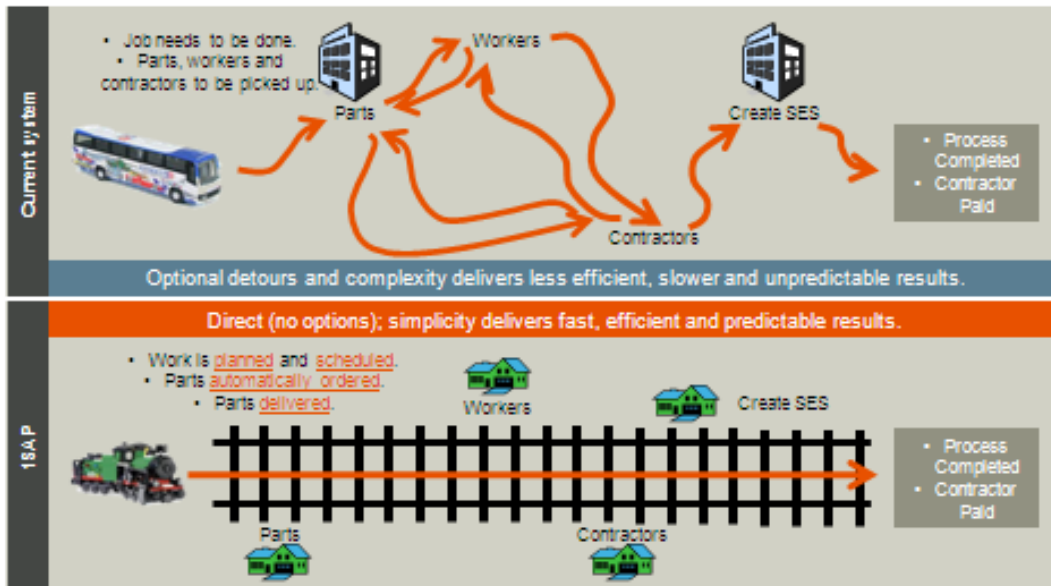 Current system
• Job needs to be done.
• Parts, workers and
contractors to be picked up.
Parts
Workers
Contractors
Create SES
• Process
Completed
• Contractor
Paid
Optional detours and complexity delivers less efficient, slower and unpredictable results.
1SAP
Direct (no options); simplicity delivers fast, efficient and predictable results.
• Work is planned and scheduled.
• Parts automatically ordered.
• Parts delivered.
Workers
Create SES
Parts
Contractors
• Process
Completed
• Contractor
Paid